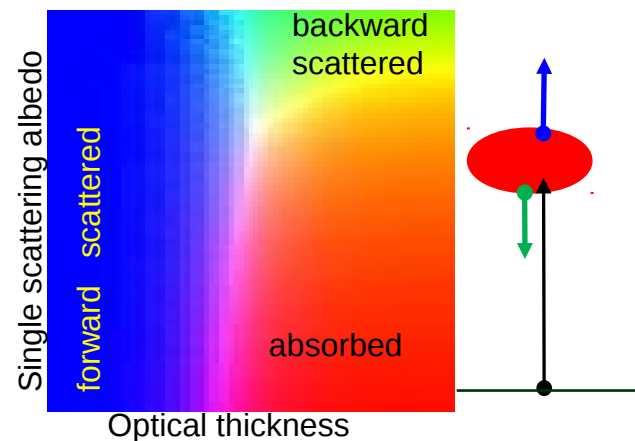 backward
scattered
Single scattering albedo
forward scattered
absorbed
Optical thickness